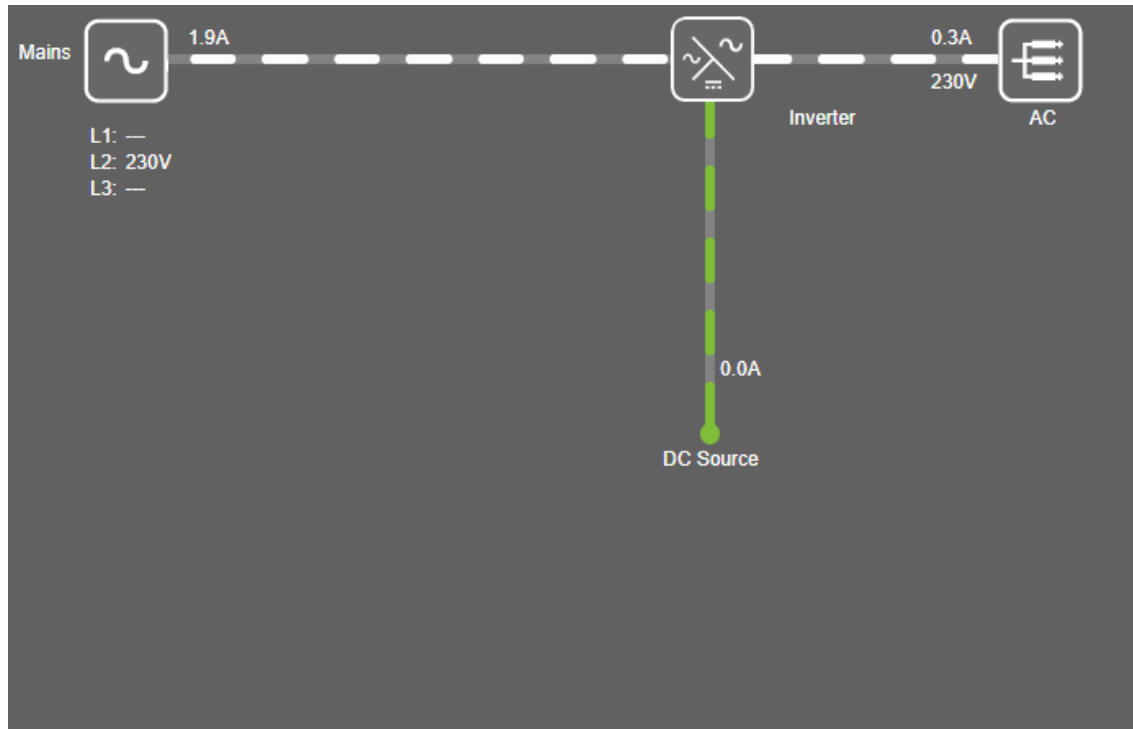 Mains
1.9A
0.3A
230V
Inverter
AC
L1: —
L2: 230V
L3: —
0.0A
DC Source